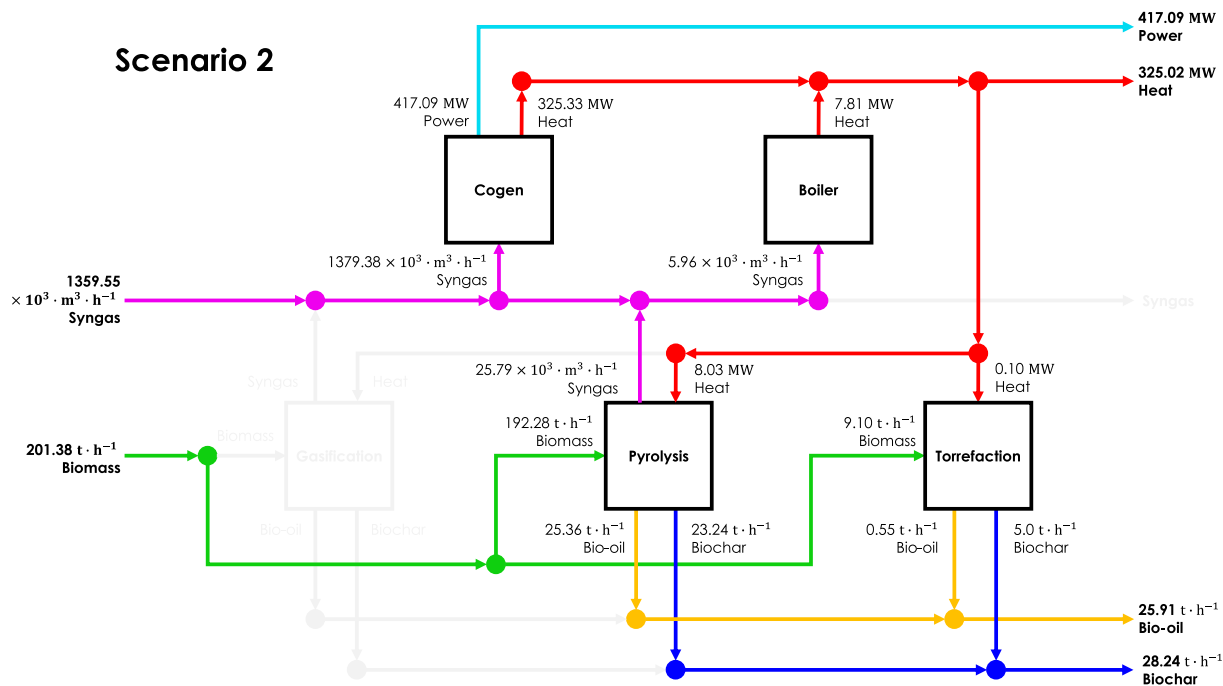 Scenario 2
417.09 MW
Power
325.02 MW
Heat
417.09 MW
Power
325.33 MW
Heat
7.81 MW
Heat
Cogen
Boiler
1379.38 × 10³ · m³ · h⁻¹
Syngas
5.96 × 10³ · m³ · h⁻¹
Syngas
1359.55
× 10³ · m³ · h⁻¹
Syngas
Syngas
Syngas
Heat
25.79 × 10³ · m³ · h⁻¹
Syngas
8.03 MW
Heat
0.10 MW
Heat
192.28 t · h⁻¹
Biomass
9.10 t · h⁻¹
Biomass
201.38 t · h⁻¹
Biomass
Biomass
Gasification
Pyrolysis
Torrefaction
Bio-oil
Biochar
25.36 t · h⁻¹
Bio-oil
23.24 t · h⁻¹
Biochar
0.55 t · h⁻¹
Bio-oil
5.0 t · h⁻¹
Biochar
25.91 t · h⁻¹
Bio-oil
28.24 t · h⁻¹
Biochar